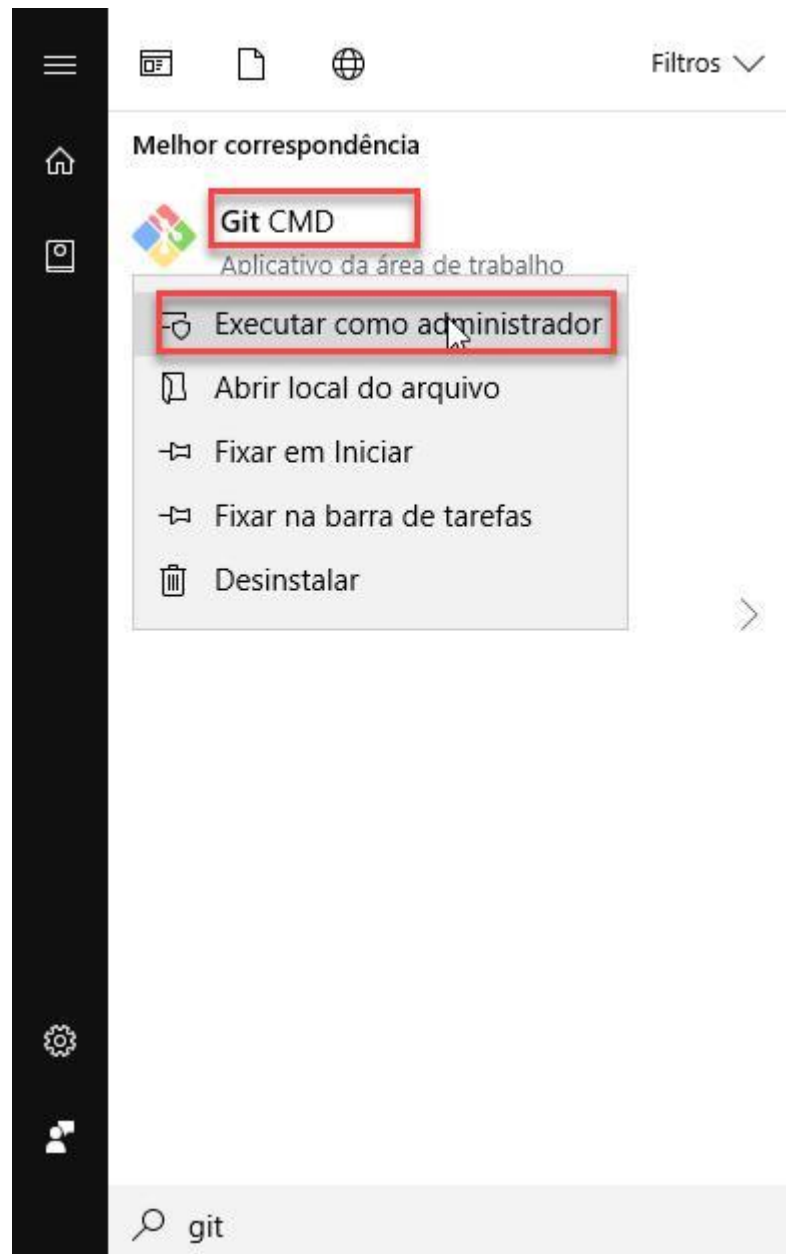 Filtros
Melhor correspondência
Git CMD
Aplicativo da área de trabalho
Executar como administrador
Abrir local do arquivo
Fixar em Iniciar
Fixar na barra de tarefas
Desinstalar
git